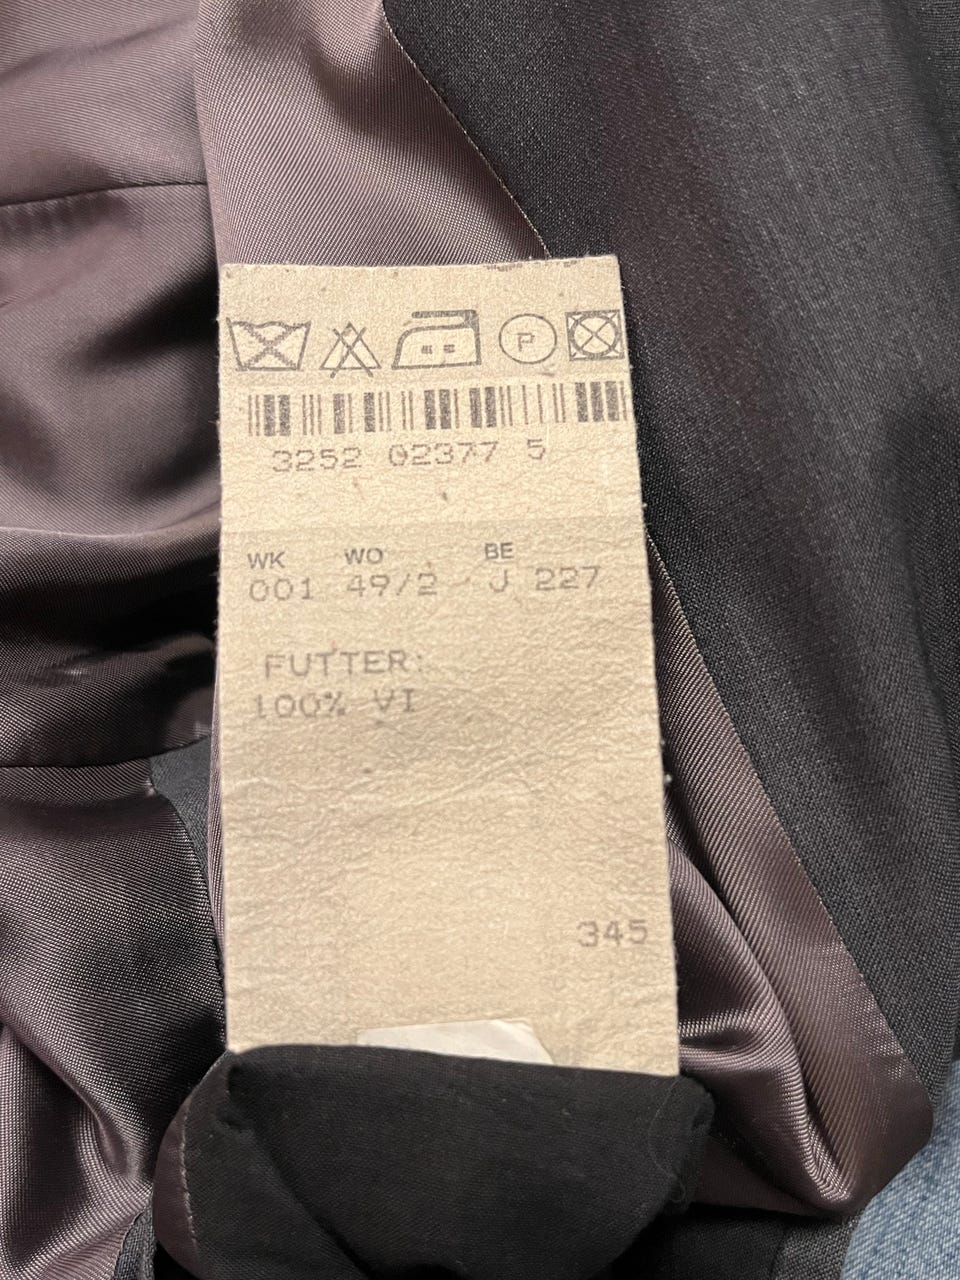 P
3252 02377 5
WK WO BE
001 49/2 J 227
FUTTER:
100% VI
345